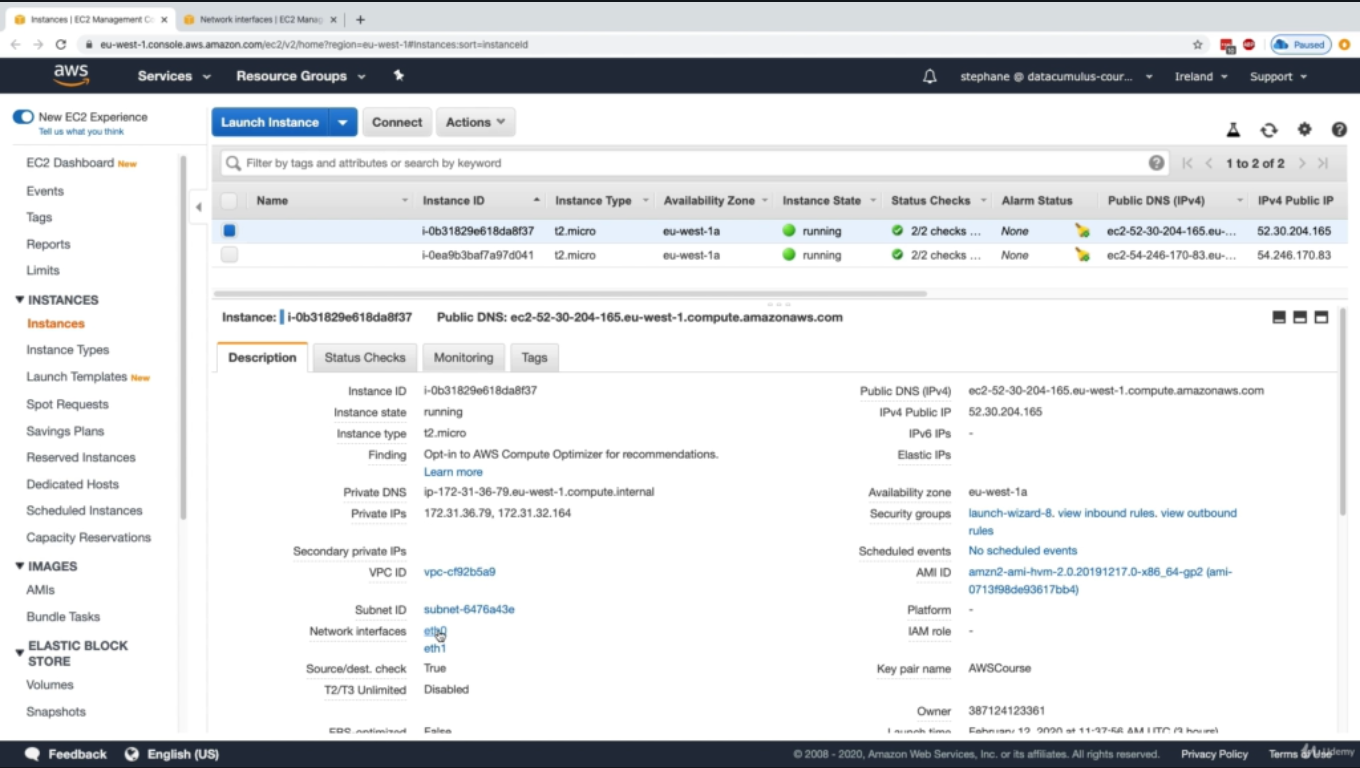 Instances | EC2 Management Co
Network interfaces | EC2 Manag
eu-west-1.console.aws.amazon.com/ec2/v2/home?region=eu-west-1#Instances:sort=instanceId
Paused
aws
Services
Resource Groups
stephane @ datacumulus-cour...
Ireland
Support
New EC2 Experience
Tell us what you think
EC2 Dashboard New
Events
Tags
Reports
Limits
INSTANCES
Instances
Instance Types
Launch Templates New
Spot Requests
Savings Plans
Reserved Instances
Dedicated Hosts
Scheduled Instances
Capacity Reservations
IMAGES
AMIs
Bundle Tasks
ELASTIC BLOCK
STORE
Volumes
Snapshots
Launch Instance
Connect
Actions
Filter by tags and attributes or search by keyword
1 to 2 of 2
Name Instance ID Instance Type Availability Zone Instance State Status Checks Alarm Status Public DNS (IPv4) IPv4 Public IP
i-0b31829e618da8f37 t2.micro eu-west-1a running 2/2 checks ... None ec2-52-30-204-165.eu-... 52.30.204.165
i-0ea9b3baf7a97d041 t2.micro eu-west-1a running 2/2 checks ... None ec2-54-246-170-83.eu-... 54.246.170.83
Instance: i-0b31829e618da8f37 Public DNS: ec2-52-30-204-165.eu-west-1.compute.amazonaws.com
Description
Status Checks
Monitoring
Tags
Instance ID i-0b31829e618da8f37
Instance state running
Instance type t2.micro
Finding Opt-in to AWS Compute Optimizer for recommendations.
Learn more
Private DNS ip-172-31-36-79.eu-west-1.compute.internal
Private IPs 172.31.36.79, 172.31.32.164
Secondary private IPs
VPC ID vpc-cf92b5a9
Subnet ID subnet-6476a43e
Network interfaces eth0
eth1
Source/dest. check True
T2/T3 Unlimited Disabled
EBS-optimized False
Public DNS (IPv4) ec2-52-30-204-165.eu-west-1.compute.amazonaws.com
IPv4 Public IP 52.30.204.165
IPv6 IPs -
Elastic IPs
Availability zone eu-west-1a
Security groups launch-wizard-8. view inbound rules. view outbound
rules
Scheduled events No scheduled events
AMI ID amzn2-ami-hvm-2.0.20191217.0-x86_64-gp2 (ami-
0713f98de93617bb4)
Platform -
IAM role -
Key pair name AWSCourse
Owner 387124123361
Launch time February 12, 2020 at 11:37:56 AM UTC (3 hours)
Feedback
English (US)
© 2008 - 2020, Amazon Web Services, Inc. or its affiliates. All rights reserved.
Privacy Policy
Terms of Use